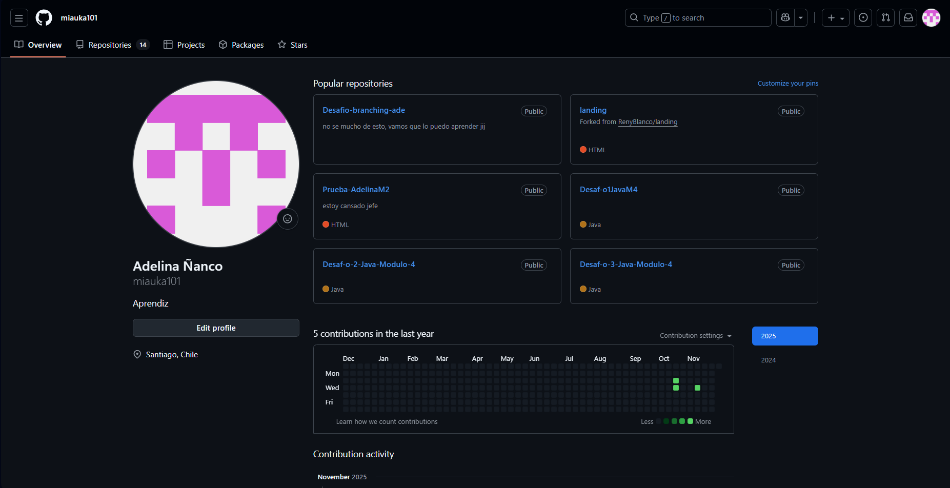 miauka101
Type / to search
Overview
Repositories 14
Projects
Packages
Stars
Popular repositories
Customize your pins
Desafio-branching-ade
Public
no se mucho de esto, vamos que lo puedo aprender jij
landing
Public
Forked from RenyBlanco/landing
HTML
Prueba-AdelinaM2
Public
estoy cansado jefe
HTML
Desaf-o1JavaM4
Public
Java
Desaf-o-2-Java-Modulo-4
Public
Java
Desaf-o-3-Java-Modulo-4
Public
Java
Adelina Ñanco
miauka101
Aprendiz
Edit profile
Santiago, Chile
5 contributions in the last year
Contribution settings
2025
2024
Dec Jan Feb Mar Apr May Jun Jul Aug Sep Oct Nov
Mon
Wed
Fri
Learn how we count contributions
Less
More
Contribution activity
November 2025